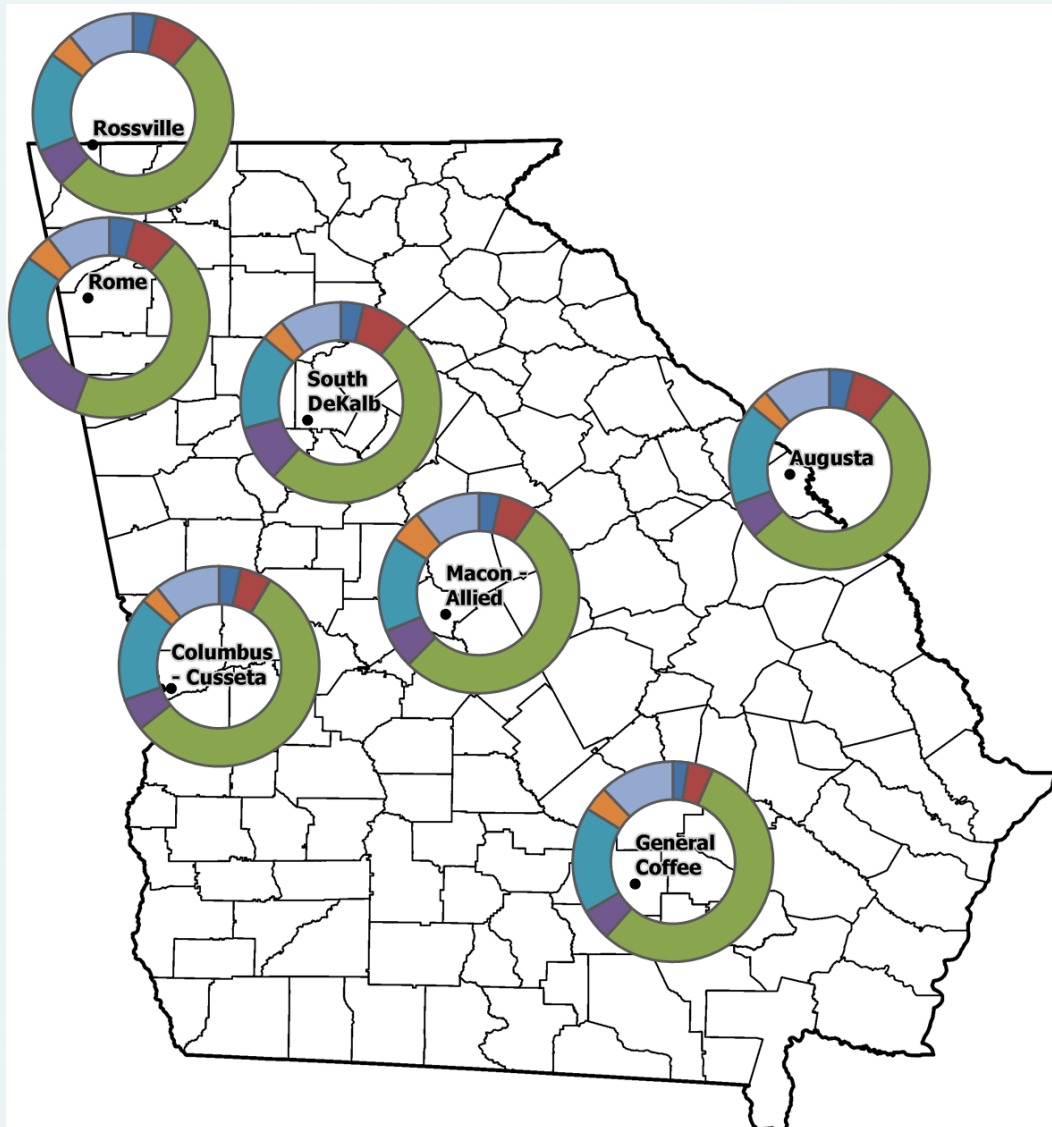 Rossville
Rome
South
DeKalb
Augusta
Macon -
Allied
Columbus
- Cusseta
General
Coffee